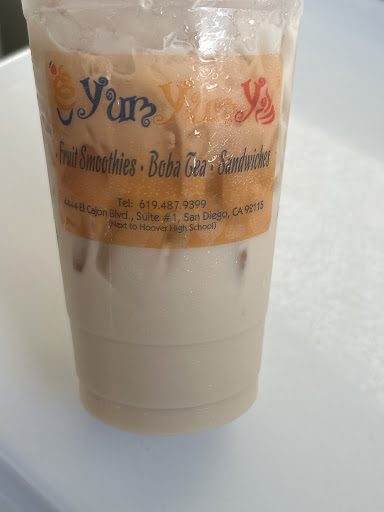 Yum Yum Yo
Fruit Smoothies • Boba Tea • Sandwiches
Tel: 619.487.9399
4444 El Cajon Blvd., Suite #1, San Diego, CA 92115
(Next to Hoover High School)